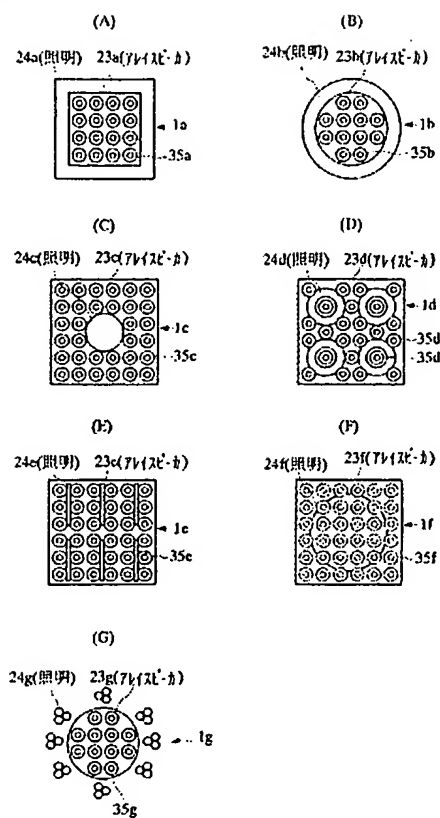 (A)
24a(照明) 23a(アレイスピーカ)
1a
35a
(B)
24b(照明) 23b(アレイスピーカ)
1b
35b
(C)
24c(照明) 23c(アレイスピーカ)
1c
35c
(D)
24d(照明) 23d(アレイスピーカ)
1d
35d
35d
(E)
24e(照明) 23e(アレイスピーカ)
1e
35e
(F)
24f(照明) 23f(アレイスピーカ)
1f
35f
(G)
24g(照明) 23g(アレイスピーカ)
1g
35g